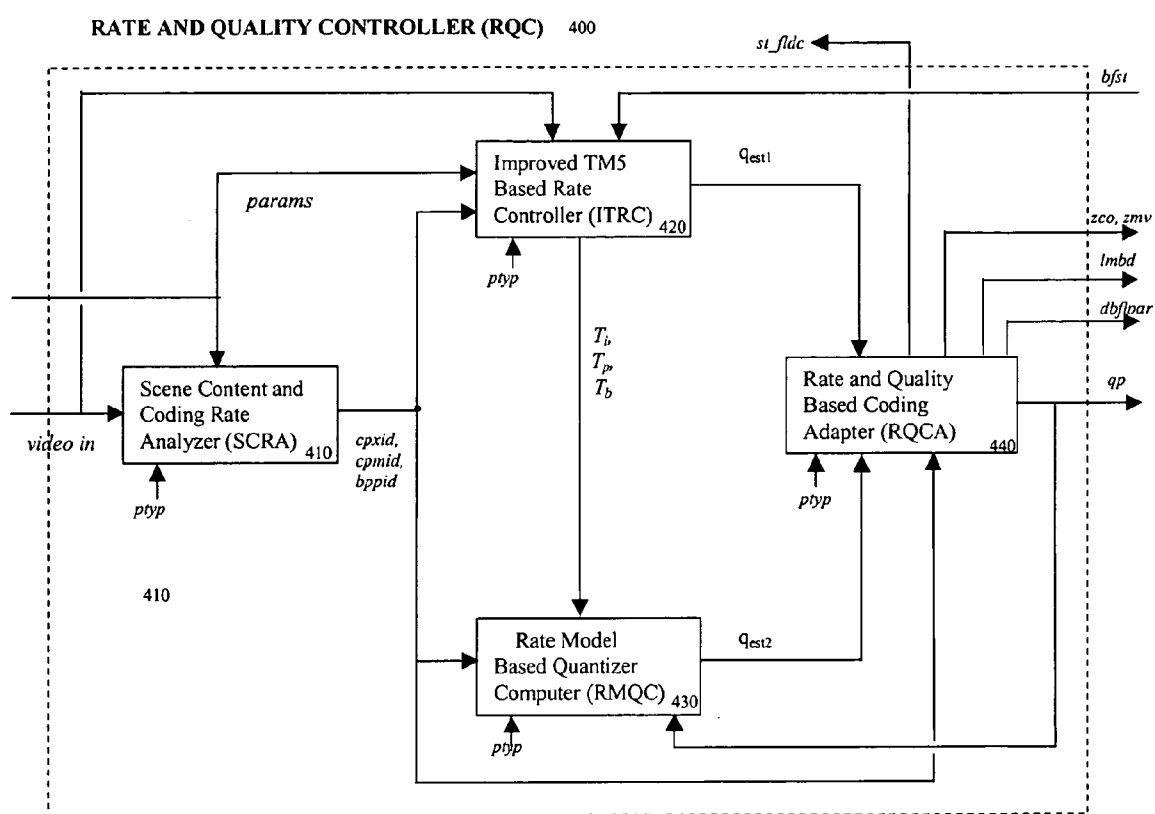 RATE AND QUALITY CONTROLLER (RQC) 400
st_fldc
bfst
Improved TM5
Based Rate
Controller (ITRC)
420
qest1
params
ptyp
zco, zmv
lmbd
dbflpar
Ti,
Tp,
Tb
Scene Content and
Coding Rate
Analyzer (SCRA)
410
video in
cpxid,
cpmid,
bppid
ptyp
Rate and Quality
Based Coding
Adapter (RQCA)
440
qp
ptyp
410
Rate Model
Based Quantizer
Computer (RMQC)
430
qest2
ptyp